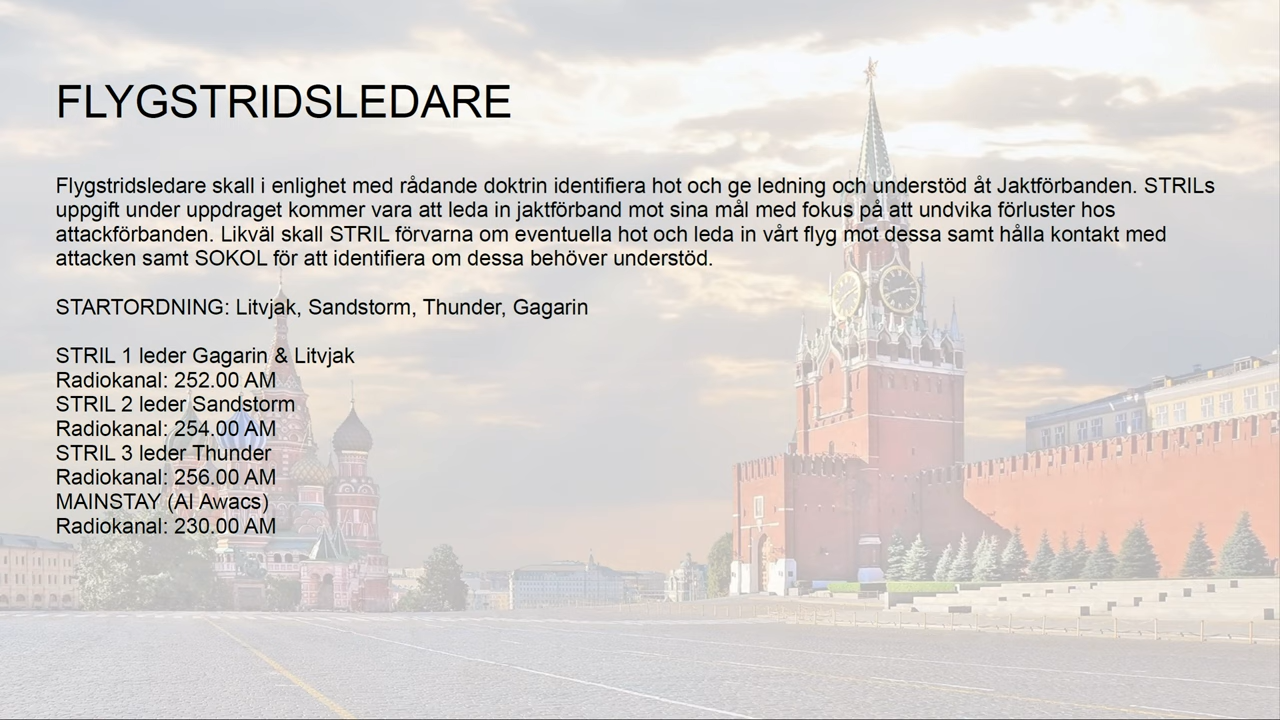 FLYGSTRIDSLEDARE
Flygstridsledare skall i enlighet med rådande doktrin identifiera hot och ge ledning och understöd åt Jaktförbanden. STRILs
uppgift under uppdraget kommer vara att leda in jaktförband mot sina mål med fokus på att undvika förluster hos
attackförbanden. Likväl skall STRIL förvarna om eventuella hot och leda in vårt flyg mot dessa samt hålla kontakt med
attacken samt SOKOL för att identifiera om dessa behöver understöd.
STARTORDNING: Litvjak, Sandstorm, Thunder, Gagarin
STRIL 1 leder Gagarin & Litvjak
Radiokanal: 252.00 AM
STRIL 2 leder Sandstorm
Radiokanal: 254.00 AM
STRIL 3 leder Thunder
Radiokanal: 256.00 AM
MAINSTAY (AI Awacs)
Radiokanal: 230.00 AM